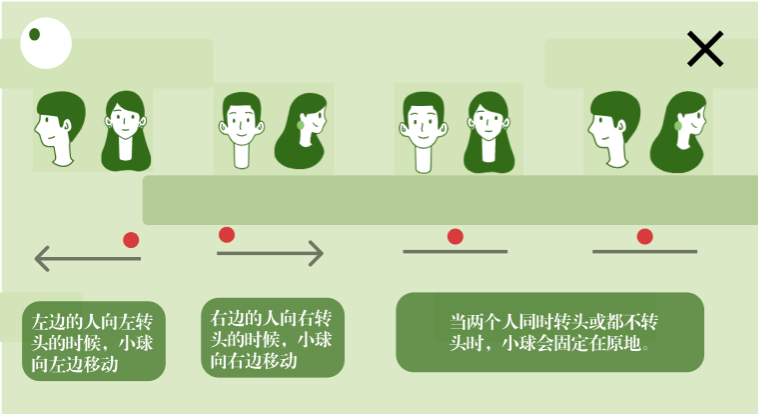 左边的人向左转
头的时候，小球
向左边移动
右边的人向右转
头的时候，小球
向右边移动
当两个人同时转头或都不转
头时，小球会固定在原地。